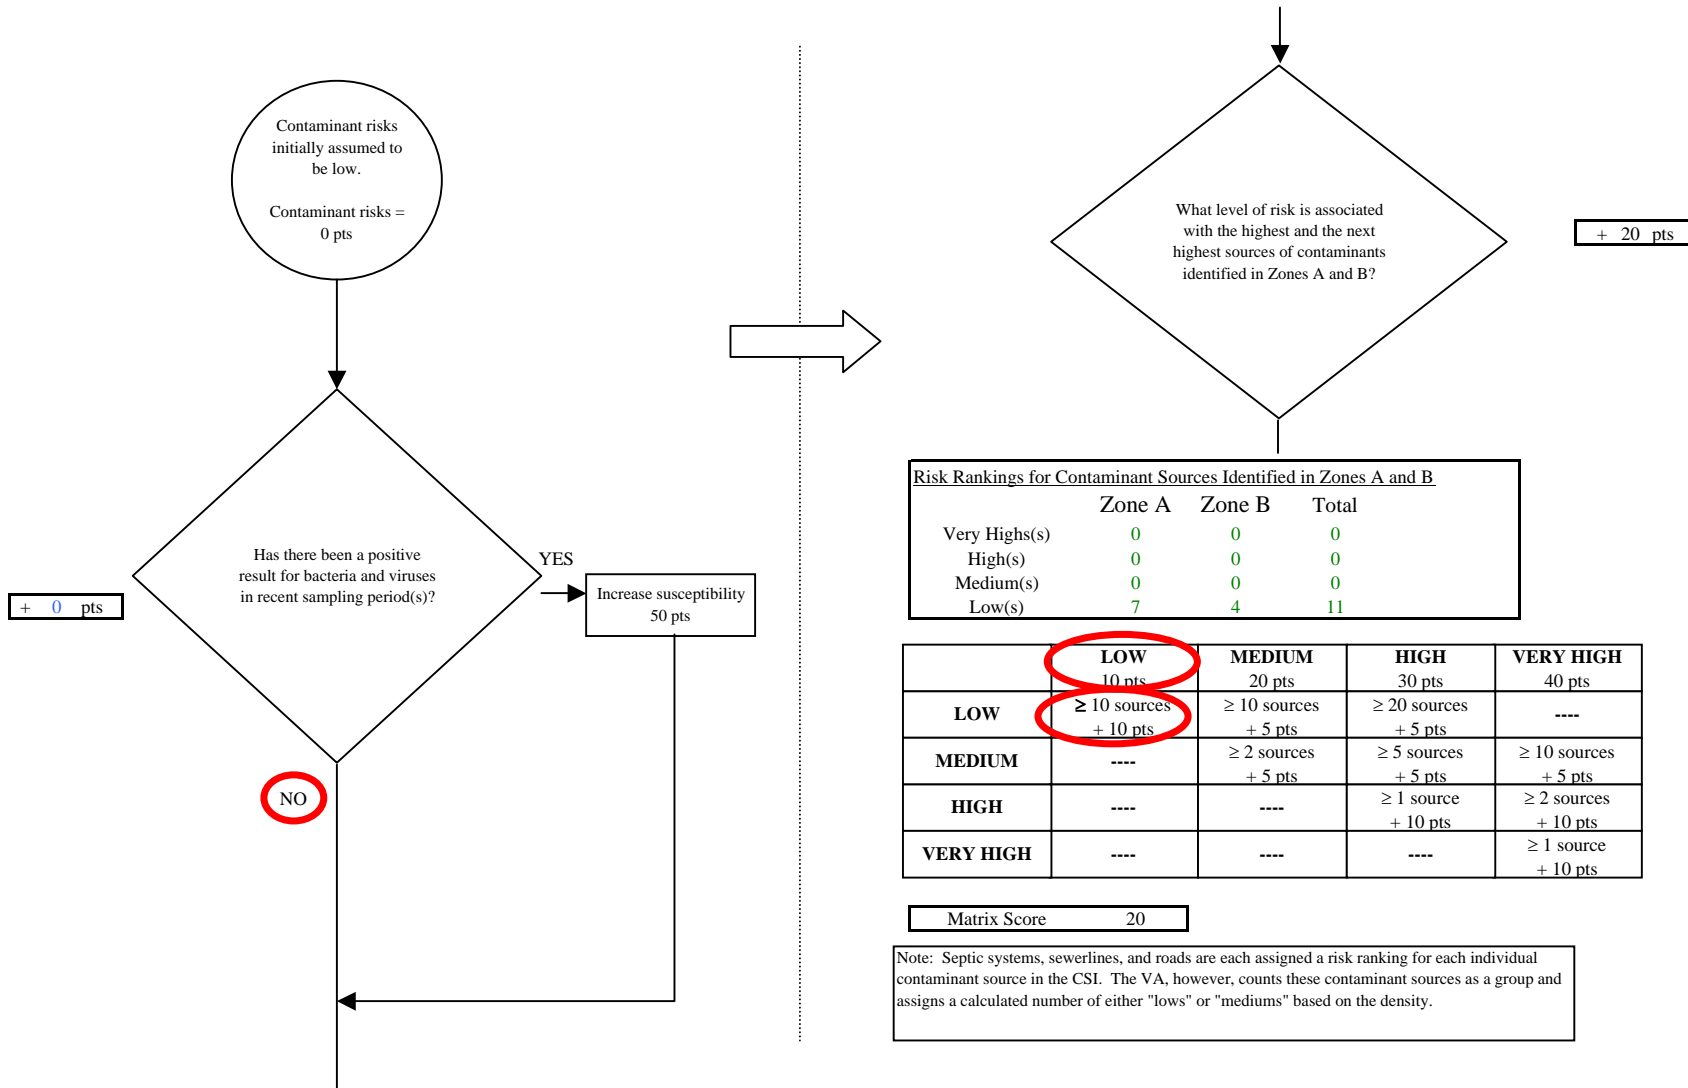 Contaminant risks
initially assumed to
be low.
Contaminant risks =
0 pts
Has there been a positive
result for bacteria and viruses
in recent sampling period(s)?
YES
Increase susceptibility
50 pts
+ 0 pts
NO
What level of risk is associated
with the highest and the next
highest sources of contaminants
identified in Zones A and B?
+ 20 pts
Risk Rankings for Contaminant Sources Identified in Zones A and B
Zone A Zone B Total
Very Highs(s) 0 0 0
High(s) 0 0 0
Medium(s) 0 0 0
Low(s) 7 4 11
LOW MEDIUM HIGH VERY HIGH
10 pts 20 pts 30 pts 40 pts
LOW ≥ 10 sources ≥ 10 sources ≥ 20 sources ----
+ 10 pts + 5 pts + 5 pts
MEDIUM ---- ≥ 2 sources ≥ 5 sources ≥ 10 sources
+ 5 pts + 5 pts + 5 pts
HIGH ---- ---- ≥ 1 source ≥ 2 sources
+ 10 pts + 10 pts
VERY HIGH ---- ---- ---- ≥ 1 source
+ 10 pts
Matrix Score 20
Note: Septic systems, sewerlines, and roads are each assigned a risk ranking for each individual
contaminant source in the CSI. The VA, however, counts these contaminant sources as a group and
assigns a calculated number of either "lows" or "mediums" based on the density.